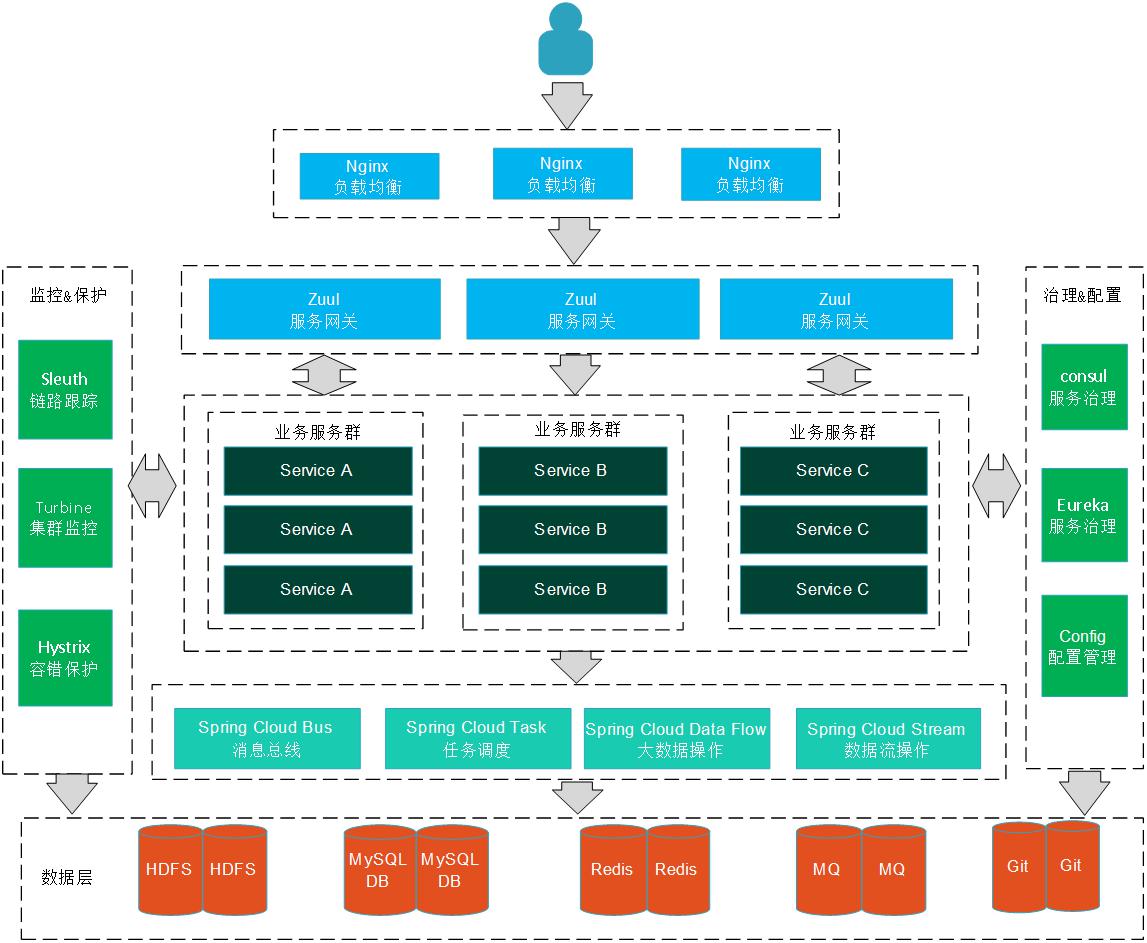 Nginx
负载均衡
Nginx
负载均衡
Nginx
负载均衡
监控&保护
Sleuth
链路跟踪
Turbine
集群监控
Hystrix
容错保护
Zuul
服务网关
Zuul
服务网关
Zuul
服务网关
业务服务群
Service A
Service A
Service A
业务服务群
Service B
Service B
Service B
业务服务群
Service C
Service C
Service C
治理&配置
consul
服务治理
Eureka
服务治理
Config
配置管理
Spring Cloud Bus
消息总线
Spring Cloud Task
任务调度
Spring Cloud Data Flow
大数据操作
Spring Cloud Stream
数据流操作
数据层
HDFS
HDFS
MySQL
DB
MySQL
DB
Redis
Redis
MQ
MQ
Git
Git